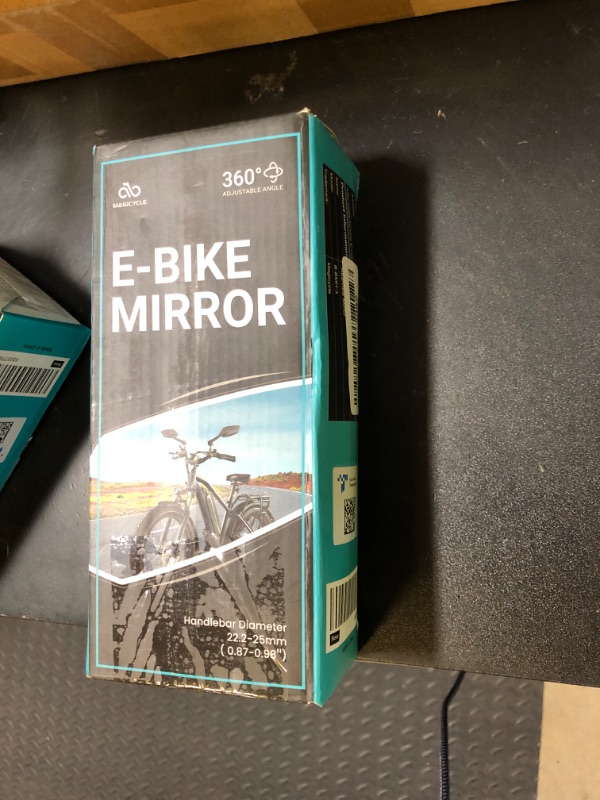 MAGICYCLE
360°
ADJUSTABLE ANGLE
E-BIKE
MIRROR
Handlebar Diameter
22.2-25mm
( 0.87-0.98")